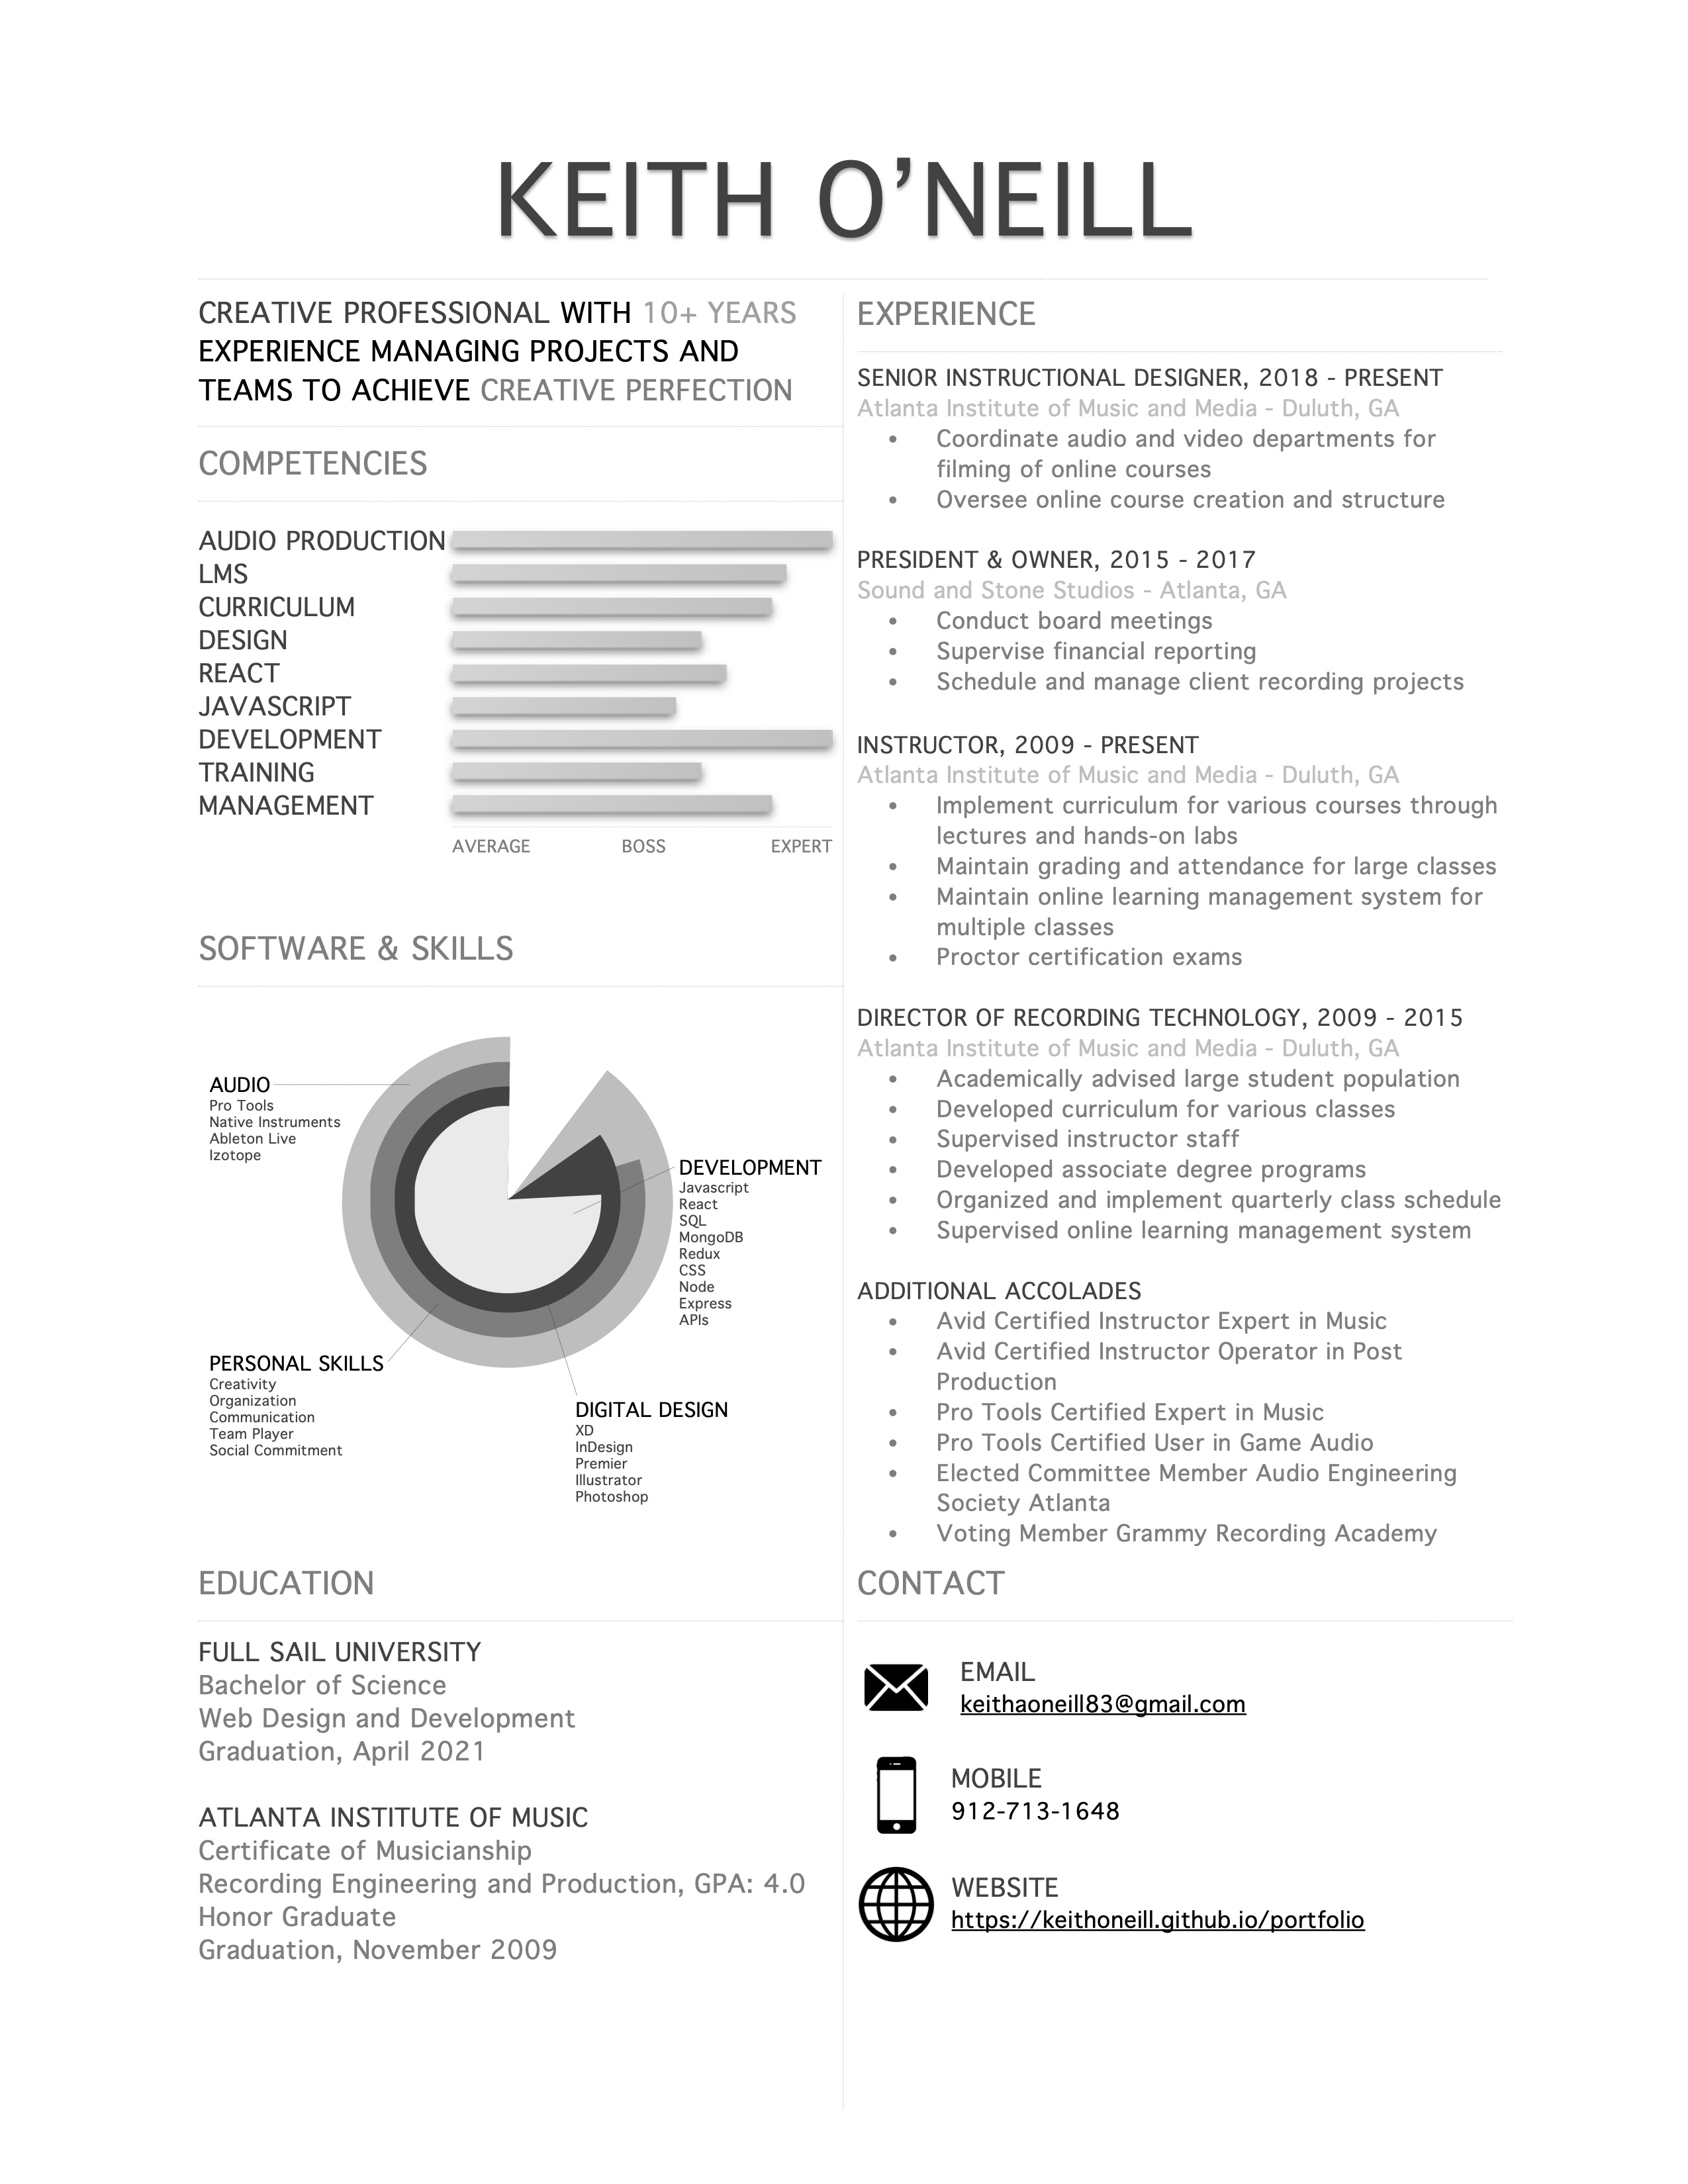 KEITH O’NEILL
CREATIVE PROFESSIONAL WITH 10+ YEARS
EXPERIENCE MANAGING PROJECTS AND
TEAMS TO ACHIEVE CREATIVE PERFECTION
COMPETENCIES
AUDIO PRODUCTION
LMS
CURRICULUM
DESIGN
REACT
JAVASCRIPT
DEVELOPMENT
TRAINING
MANAGEMENT
AVERAGE BOSS EXPERT
SOFTWARE & SKILLS
AUDIO
Pro Tools
Native Instruments
Ableton Live
Izotope
DEVELOPMENT
Javascript
React
SQL
MongoDB
Redux
CSS
Node
Express
APIs
PERSONAL SKILLS
Creativity
Organization
Communication
Team Player
Social Commitment
DIGITAL DESIGN
XD
InDesign
Premier
Illustrator
Photoshop
EDUCATION
FULL SAIL UNIVERSITY
Bachelor of Science
Web Design and Development
Graduation, April 2021
ATLANTA INSTITUTE OF MUSIC
Certificate of Musicianship
Recording Engineering and Production, GPA: 4.0
Honor Graduate
Graduation, November 2009
EXPERIENCE
SENIOR INSTRUCTIONAL DESIGNER, 2018 - PRESENT
Atlanta Institute of Music and Media - Duluth, GA
• Coordinate audio and video departments for
filming of online courses
• Oversee online course creation and structure
PRESIDENT & OWNER, 2015 - 2017
Sound and Stone Studios - Atlanta, GA
• Conduct board meetings
• Supervise financial reporting
• Schedule and manage client recording projects
INSTRUCTOR, 2009 - PRESENT
Atlanta Institute of Music and Media - Duluth, GA
• Implement curriculum for various courses through
lectures and hands-on labs
• Maintain grading and attendance for large classes
• Maintain online learning management system for
multiple classes
• Proctor certification exams
DIRECTOR OF RECORDING TECHNOLOGY, 2009 - 2015
Atlanta Institute of Music and Media - Duluth, GA
• Academically advised large student population
• Developed curriculum for various classes
• Supervised instructor staff
• Developed associate degree programs
• Organized and implement quarterly class schedule
• Supervised online learning management system
ADDITIONAL ACCOLADES
• Avid Certified Instructor Expert in Music
• Avid Certified Instructor Operator in Post
Production
• Pro Tools Certified Expert in Music
• Pro Tools Certified User in Game Audio
• Elected Committee Member Audio Engineering
Society Atlanta
• Voting Member Grammy Recording Academy
CONTACT
EMAIL
keithaoneill83@gmail.com
MOBILE
912-713-1648
WEBSITE
https://keithoneill.github.io/portfolio